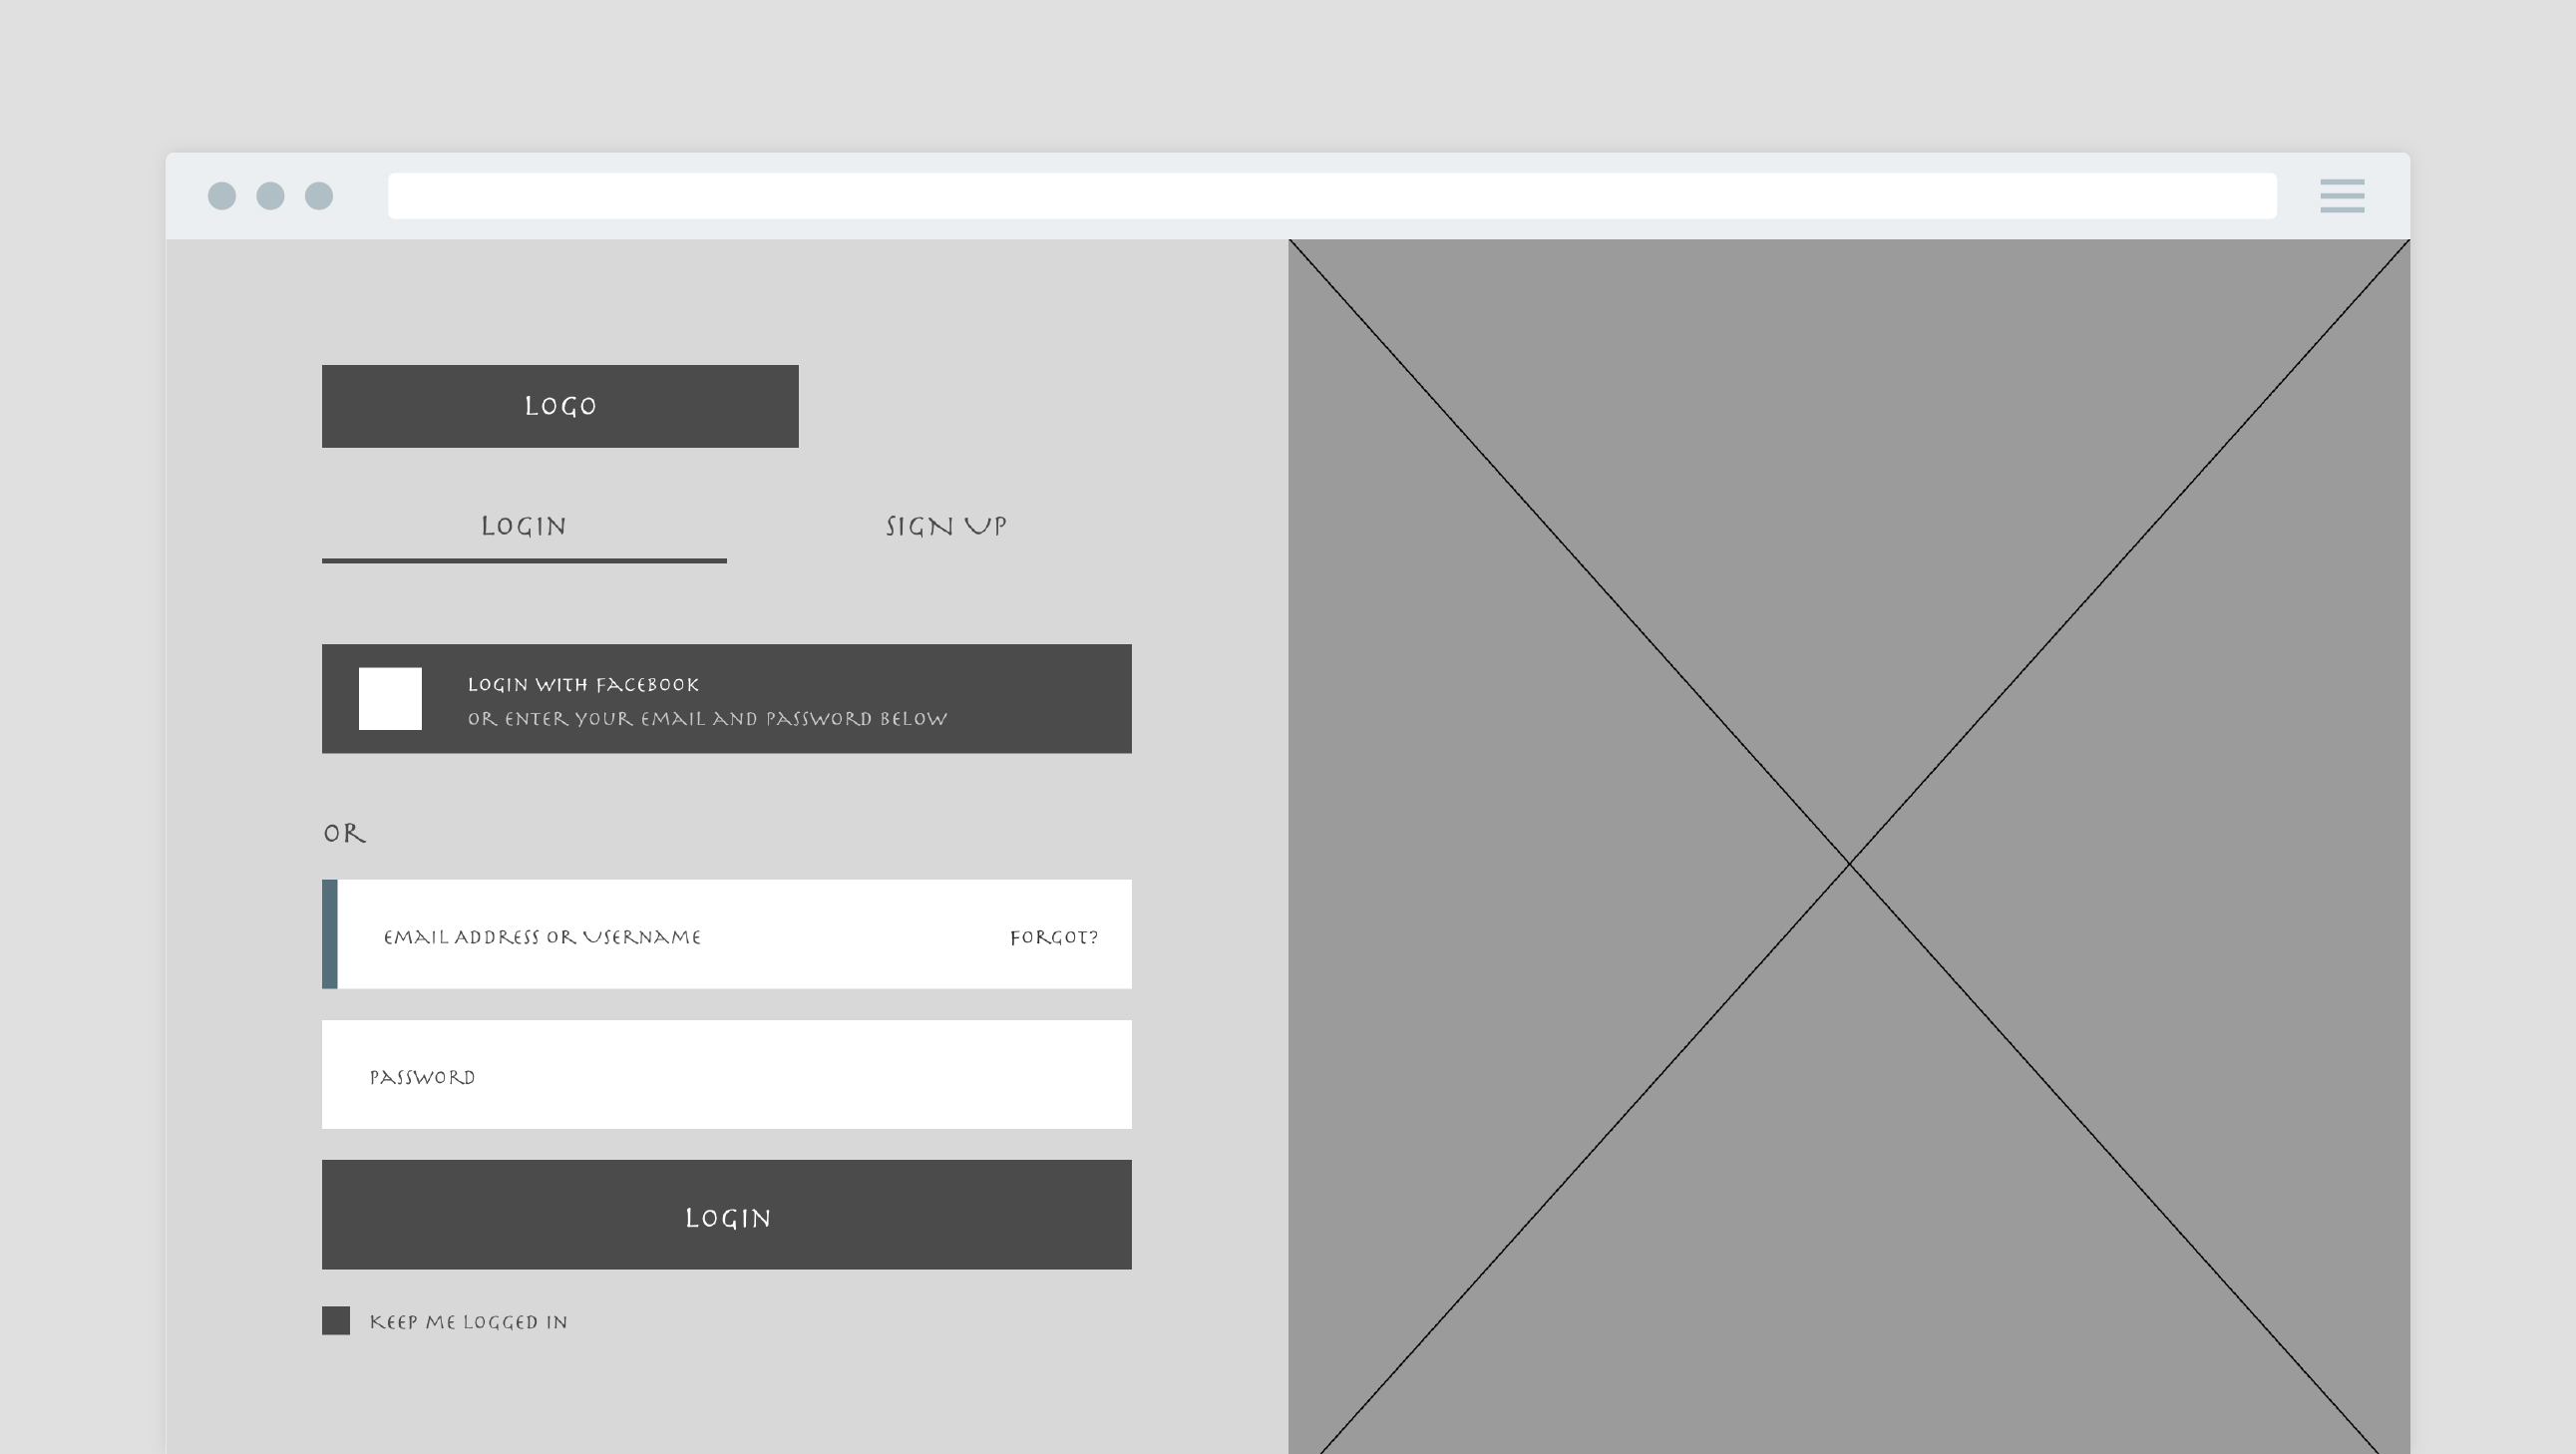 LOGO
LOGIN
SIGN UP
LOGIN WITH FACEBOOK
OR ENTER YOUR EMAIL AND PASSWORD BELOW
OR
EMAIL ADDRESS OR USERNAME
FORGOT?
PASSWORD
LOGIN
KEEP ME LOGGED IN